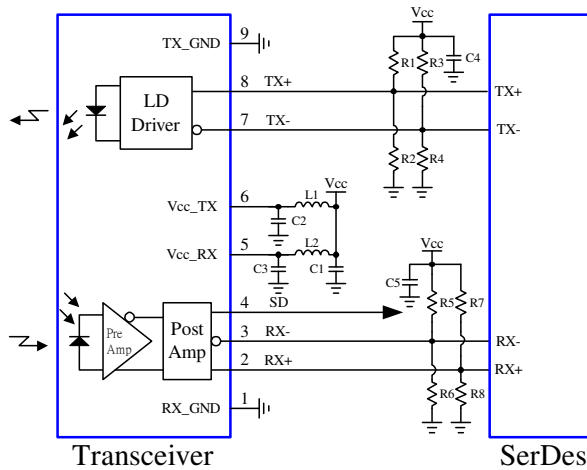 Vcc
9
TX_GND
R1
R3
C4
8
TX+
TX+
LD
Driver
7
TX-
TX-
R2
R4
Vcc
6
L1
Vcc_TX
C2
5
L2
Vcc_RX
C3
C1
Vcc
C5
4
SD
R5
R7
Pre
Amp
Post
Amp
3
RX-
RX-
2
RX+
RX+
R6
R8
1
RX_GND
Transceiver
SerDes